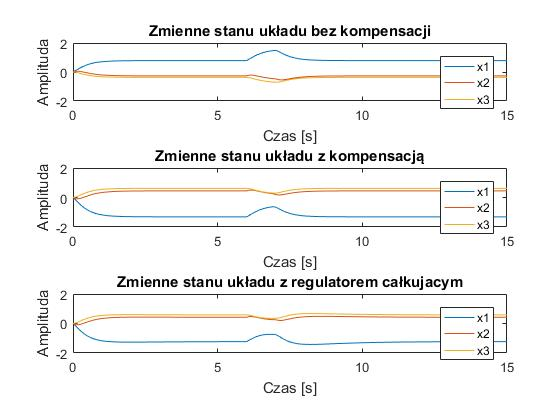 Zmienne stanu układu bez kompensacji
Amplituda
2
0
-2
x1
x2
x3
0
5
10
15
Czas [s]
Zmienne stanu układu z kompensacją
Amplituda
2
0
-2
x1
x2
x3
0
5
10
15
Czas [s]
Zmienne stanu układu z regulatorem całkujacym
Amplituda
2
0
-2
x1
x2
x3
0
5
10
15
Czas [s]